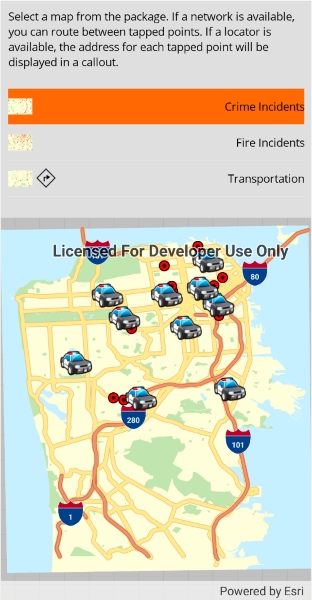 Select a map from the package. If a network is available,
you can route between tapped points. If a locator is
available, the address for each tapped point will be
displayed in a callout.
Crime Incidents
Fire Incidents
Transportation
Licensed For Developer Use Only
80
280
101
1
Powered by Esri